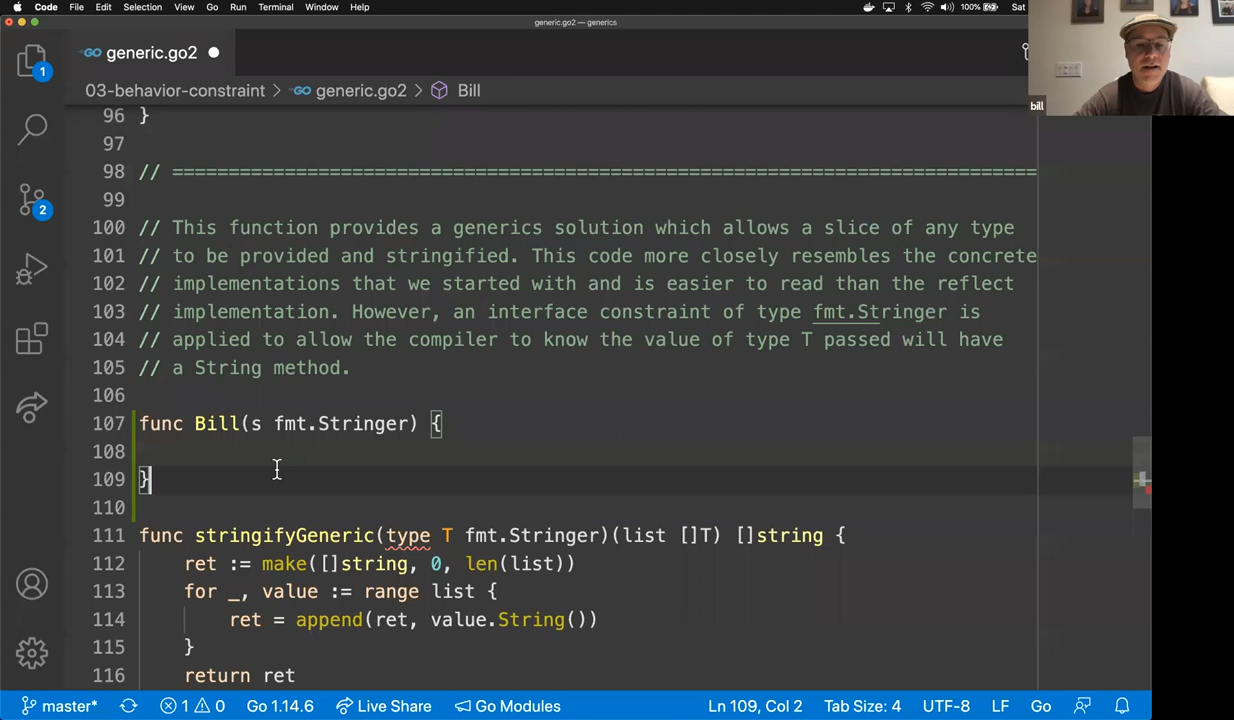 Code File Edit Selection View Go Run Terminal Window Help 100% Sat
generic.go2 — generics
GO generic.go2
03-behavior-constraint > GO generic.go2 > Bill
bill
1
2
96 }
97
98 // =============================================================================
99
100 // This function provides a generics solution which allows a slice of any type
101 // to be provided and stringified. This code more closely resembles the concrete
102 // implementations that we started with and is easier to read than the reflect
103 // implementation. However, an interface constraint of type fmt.Stringer is
104 // applied to allow the compiler to know the value of type T passed will have
105 // a String method.
106
107 func Bill(s fmt.Stringer) {
108
109 }
110
111 func stringifyGeneric(type T fmt.Stringer)(list []T) []string {
112 ret := make([]string, 0, len(list))
113 for _, value := range list {
114 ret = append(ret, value.String())
115 }
116 return ret
master* 1 0 Go 1.14.6 Live Share Go Modules Ln 109, Col 2 Tab Size: 4 UTF-8 LF Go